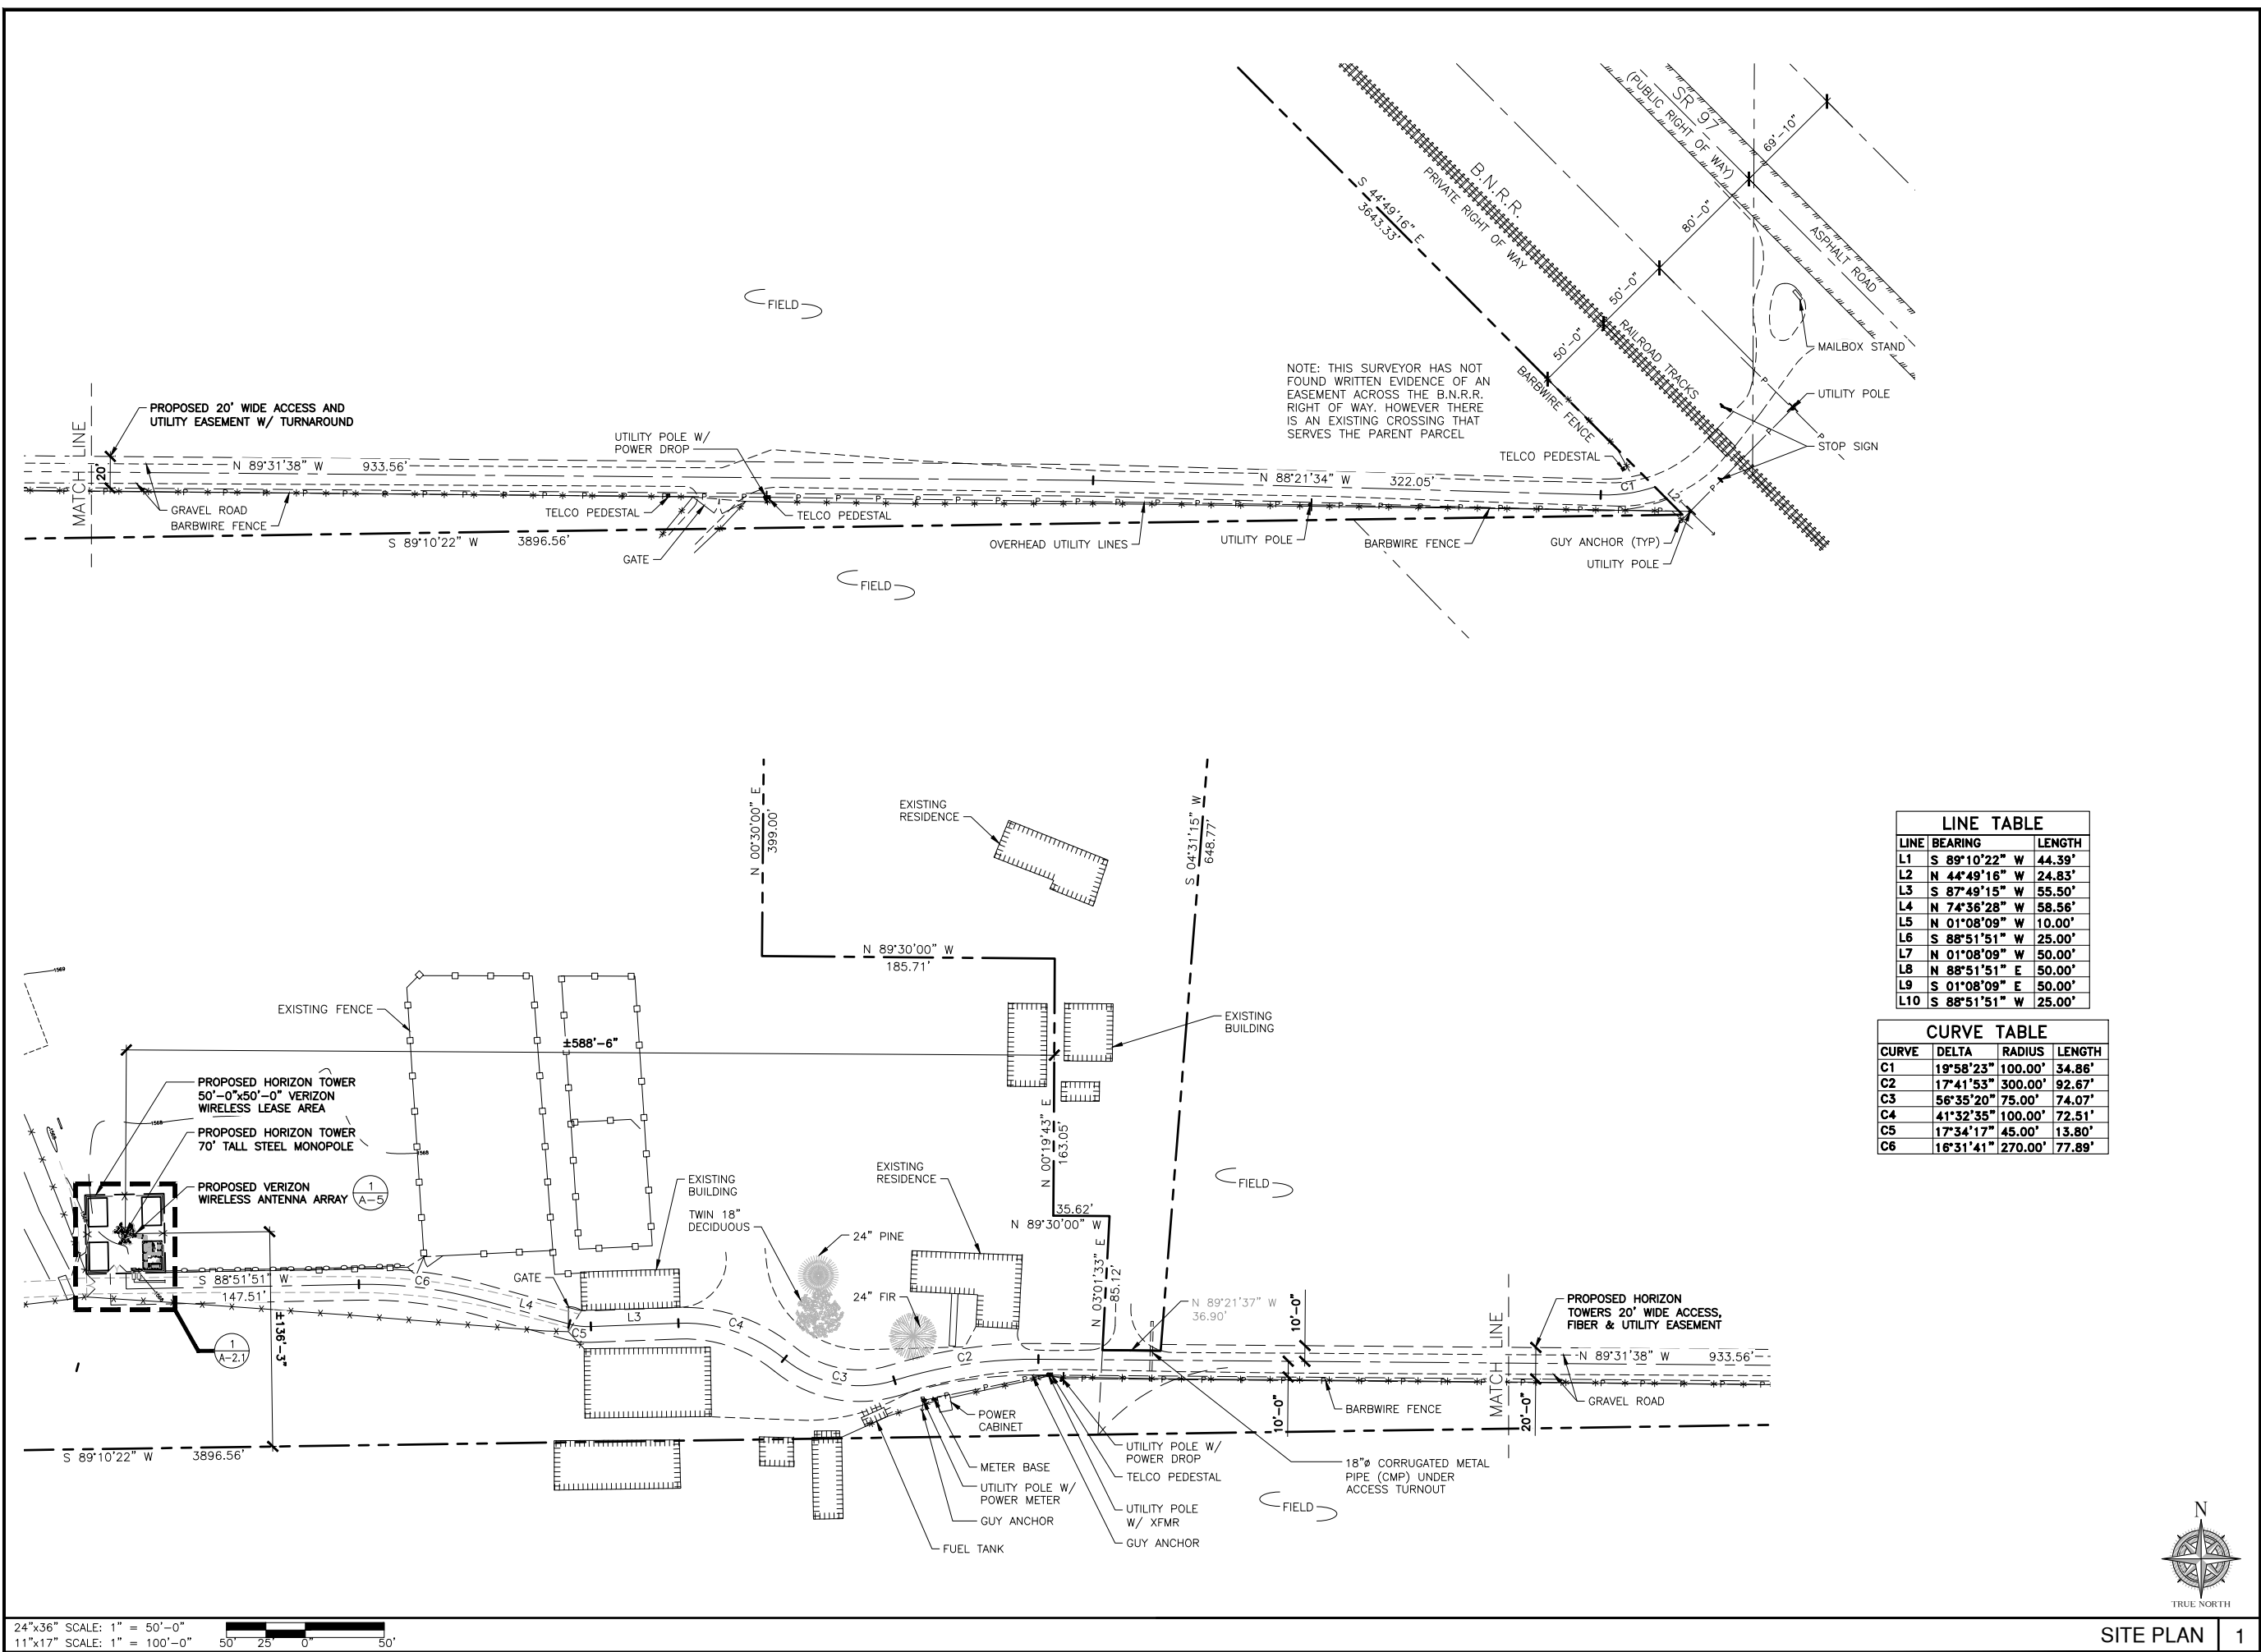 SR 97
(PUBLIC RIGHT OF WAY)
69'-10"
B.N.R.R.
PRIVATE RIGHT OF WAY
S 44°49'16" E
3643.33'
80'-0"
ASPHALT ROAD
50'-0"
50'-0"
RAILROAD TRACKS
BARBWIRE FENCE
MAILBOX STAND
UTILITY POLE
STOP SIGN
FIELD
NOTE: THIS SURVEYOR HAS NOT
FOUND WRITTEN EVIDENCE OF AN
EASEMENT ACROSS THE B.N.R.R.
RIGHT OF WAY. HOWEVER THERE
IS AN EXISTING CROSSING THAT
SERVES THE PARENT PARCEL
TELCO PEDESTAL
MATCH LINE
PROPOSED 20' WIDE ACCESS AND
UTILITY EASEMENT W/ TURNAROUND
20'
N 89°31'38" W 933.56'
UTILITY POLE W/
POWER DROP
N 88°21'34" W 322.05'
C1
L2
GRAVEL ROAD
BARBWIRE FENCE
TELCO PEDESTAL
TELCO PEDESTAL
S 89°10'22" W 3896.56'
GATE
OVERHEAD UTILITY LINES
UTILITY POLE
BARBWIRE FENCE
GUY ANCHOR (TYP)
UTILITY POLE
FIELD
N 00°30'00" E
399.00'
EXISTING
RESIDENCE
S 04°31'15" W
648.77'
N 89°30'00" W
185.71'
LINE TABLE
LINE BEARING LENGTH
L1 S 89°10'22" W 44.39'
L2 N 44°49'16" W 24.83'
L3 S 87°49'15" W 55.50'
L4 N 74°36'28" W 58.56'
L5 N 01°08'09" W 10.00'
L6 S 88°51'51" W 25.00'
L7 N 01°08'09" W 50.00'
L8 N 88°51'51" E 50.00'
L9 S 01°08'09" E 50.00'
L10 S 88°51'51" W 25.00'
CURVE TABLE
CURVE DELTA RADIUS LENGTH
C1 19°58'23" 100.00' 34.86'
C2 17°41'53" 300.00' 92.67'
C3 56°35'20" 75.00' 74.07'
C4 41°32'35" 100.00' 72.51'
C5 17°34'17" 45.00' 13.80'
C6 16°31'41" 270.00' 77.89'
1569
EXISTING FENCE
±588'-6"
EXISTING
BUILDING
PROPOSED HORIZON TOWER
50'-0"x50'-0" VERIZON
WIRELESS LEASE AREA
1568
PROPOSED HORIZON TOWER
70' TALL STEEL MONOPOLE
1568
PROPOSED VERIZON
WIRELESS ANTENNA ARRAY
1
A-5
N 00°19'43" E
163.05'
EXISTING
BUILDING
TWIN 18"
DECIDUOUS
EXISTING
RESIDENCE
FIELD
35.62'
N 89°30'00" W
24" PINE
24" FIR
GATE
S 88°51'51" W
147.51'
C6
L4
C5
L3
C4
C3
C2
N 03°01'33" E
85.12'
N 89°21'37" W
36.90'
10'-0"
10'-0"
MATCH LINE
PROPOSED HORIZON
TOWERS 20' WIDE ACCESS,
FIBER & UTILITY EASEMENT
N 89°31'38" W 933.56'
GRAVEL ROAD
20'-0"
BARBWIRE FENCE
±136'-3"
1
A-2.1
POWER
CABINET
S 89°10'22" W 3896.56'
METER BASE
UTILITY POLE W/
POWER METER
GUY ANCHOR
FUEL TANK
UTILITY POLE W/
POWER DROP
TELCO PEDESTAL
UTILITY POLE
W/ XFMR
GUY ANCHOR
18"ø CORRUGATED METAL
PIPE (CMP) UNDER
ACCESS TURNOUT
FIELD
N
TRUE NORTH
24"x36" SCALE: 1" = 50'-0"
11"x17" SCALE: 1" = 100'-0"
50' 25' 0" 50'
SITE PLAN 1